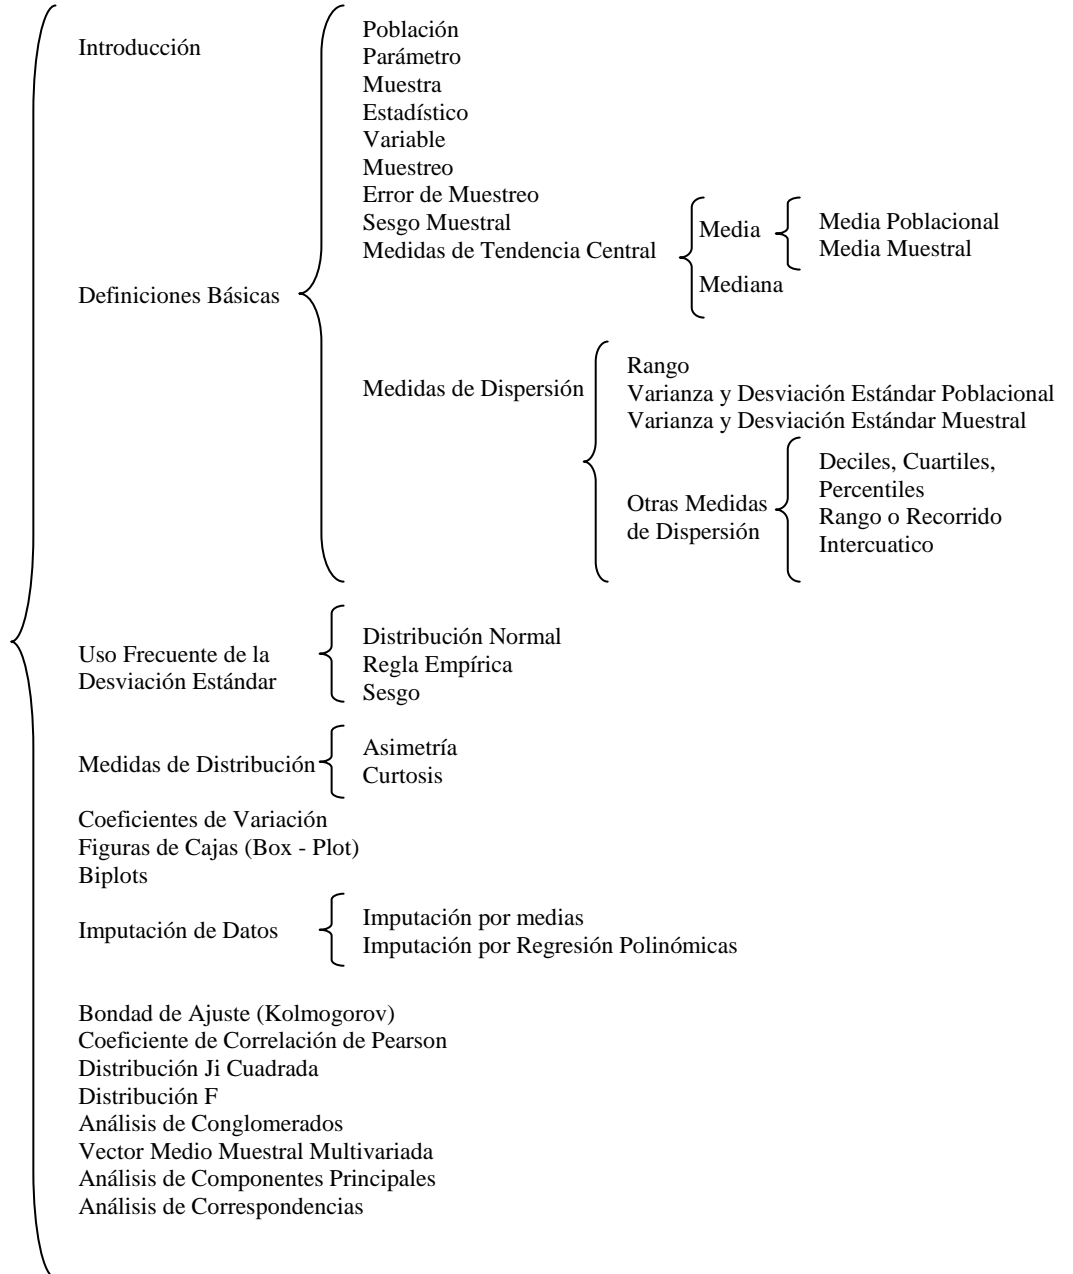 Introducción
Población
Parámetro
Muestra
Estadístico
Variable
Muestreo
Error de Muestreo
Sesgo Muestral
Medidas de Tendencia Central
Media
Media Poblacional
Media Muestral
Mediana
Definiciones Básicas
Medidas de Dispersión
Rango
Varianza y Desviación Estándar Poblacional
Varianza y Desviación Estándar Muestral
Otras Medidas
de Dispersión
Deciles, Cuartiles,
Percentiles
Rango o Recorrido
Intercuatico
Uso Frecuente de la
Desviación Estándar
Distribución Normal
Regla Empírica
Sesgo
Medidas de Distribución
Asimetría
Curtosis
Coeficientes de Variación
Figuras de Cajas (Box - Plot)
Biplots
Imputación de Datos
Imputación por medias
Imputación por Regresión Polinómicas
Bondad de Ajuste (Kolmogorov)
Coeficiente de Correlación de Pearson
Distribución Ji Cuadrada
Distribución F
Análisis de Conglomerados
Vector Medio Muestral Multivariada
Análisis de Componentes Principales
Análisis de Correspondencias